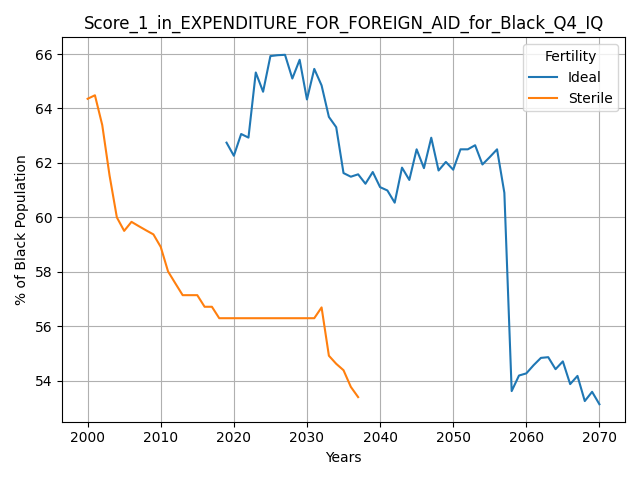 Score_1_in_EXPENDITURE_FOR_FOREIGN_AID_for_Black_Q4_IQ
Fertility
Ideal
Sterile
% of Black Population
66
64
62
60
58
56
54
2000 2010 2020 2030 2040 2050 2060 2070
Years